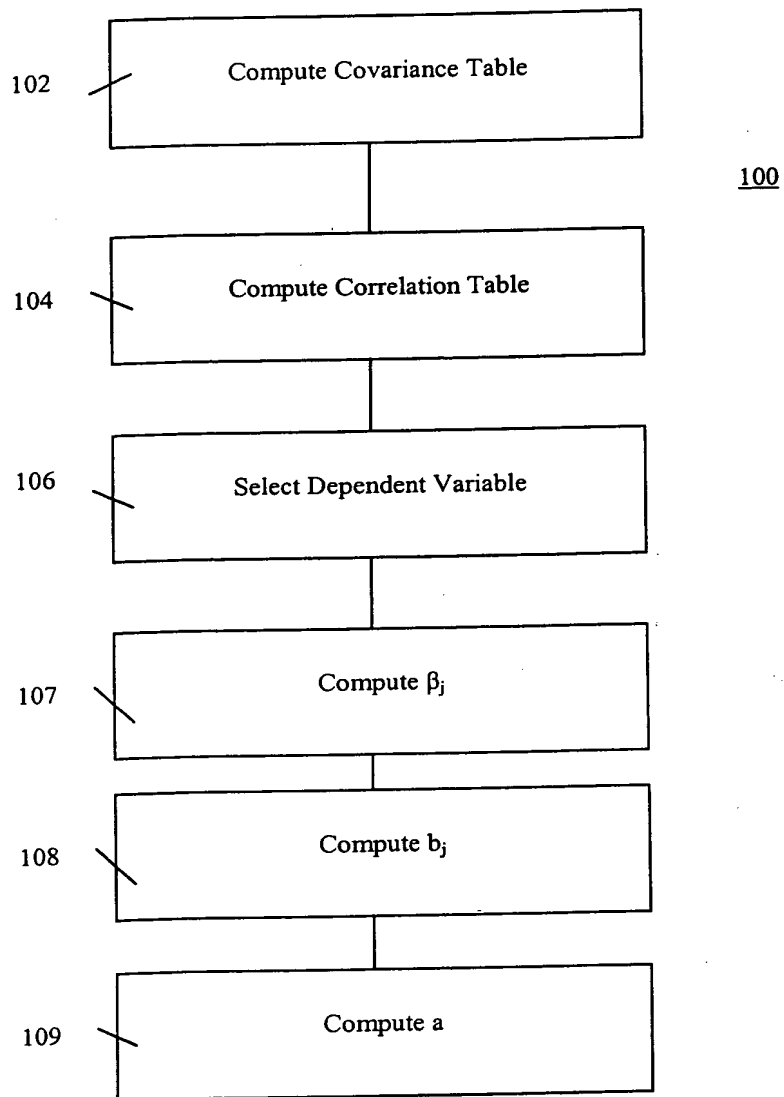 102
Compute Covariance Table
100
104
Compute Correlation Table
106
Select Dependent Variable
107
Compute βj
108
Compute bj
109
Compute a